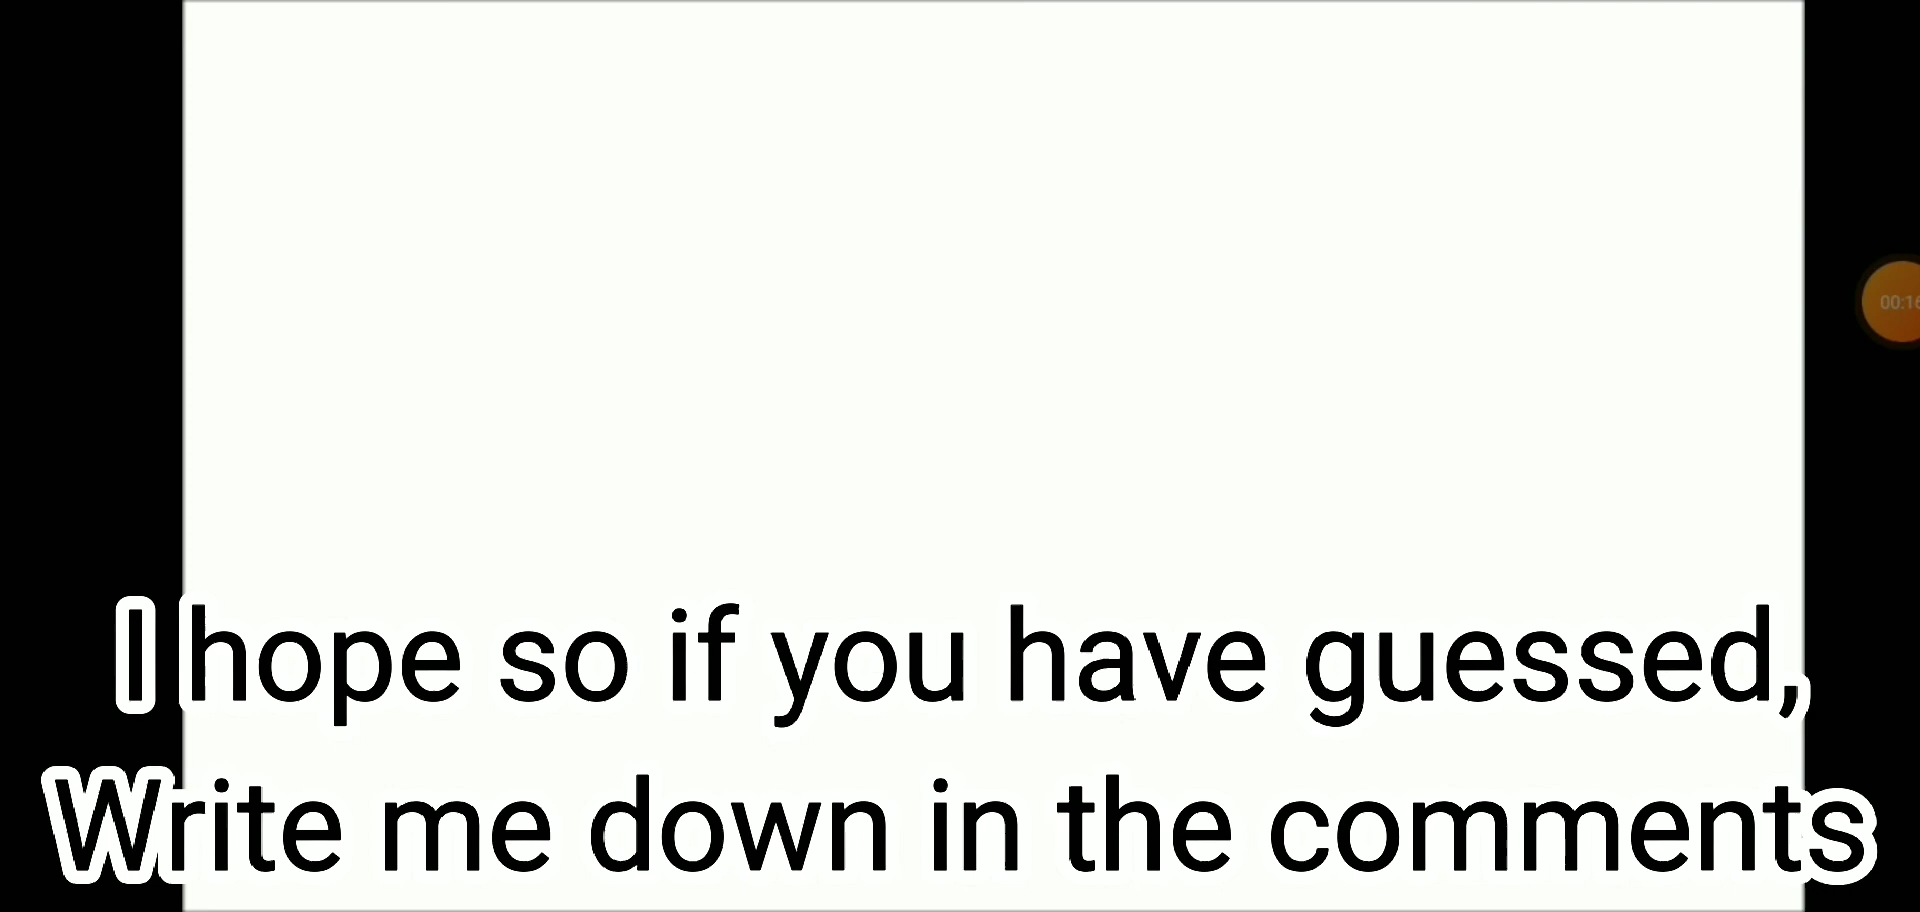 I hope so if you have guessed,
Write me down in the comments